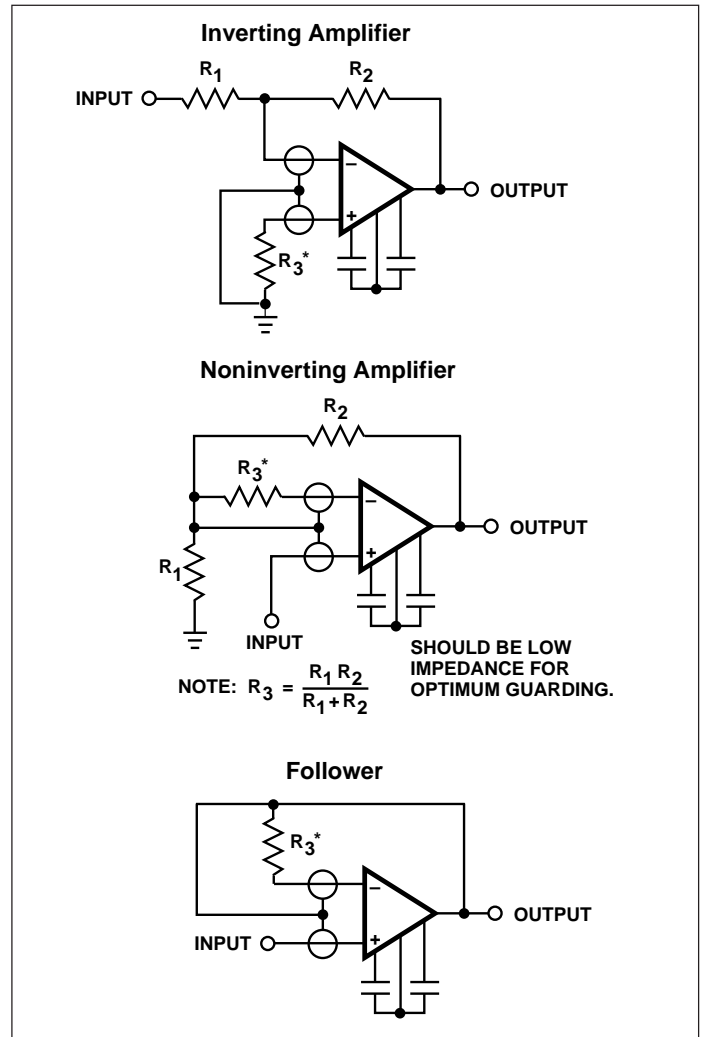 Inverting Amplifier
R1 R2
INPUT
− OUTPUT
+
R3*
Noninverting Amplifier
R2
R3*
− OUTPUT
+
R1
INPUT
SHOULD BE LOW
IMPEDANCE FOR
OPTIMUM GUARDING.
NOTE: R3 = R1 R2 / R1+R2
Follower
R3*
− OUTPUT
INPUT +